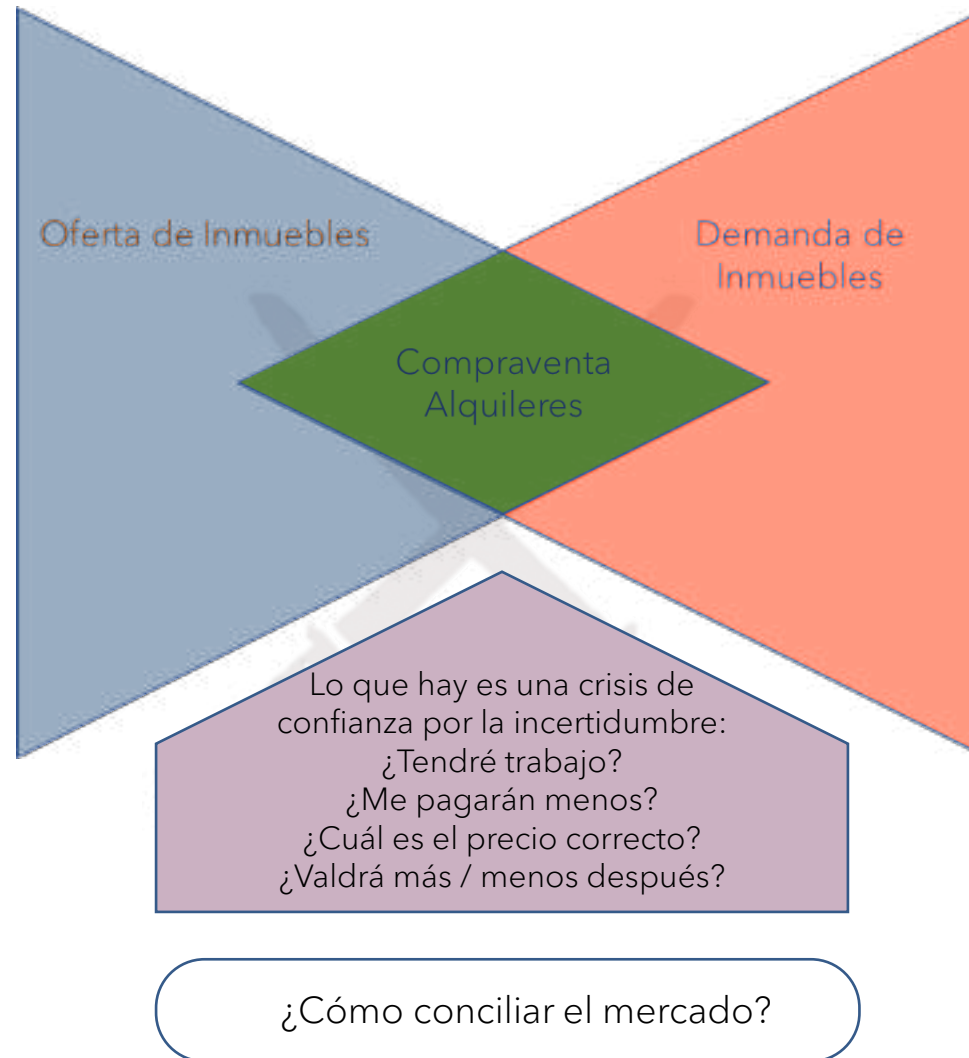 Oferta de Inmuebles
Demanda de
Inmuebles
Compraventa
Alquileres
Lo que hay es una crisis de
confianza por la incertidumbre:
¿Tendré trabajo?
¿Me pagarán menos?
¿Cuál es el precio correcto?
¿Valdrá más / menos después?
¿Cómo conciliar el mercado?